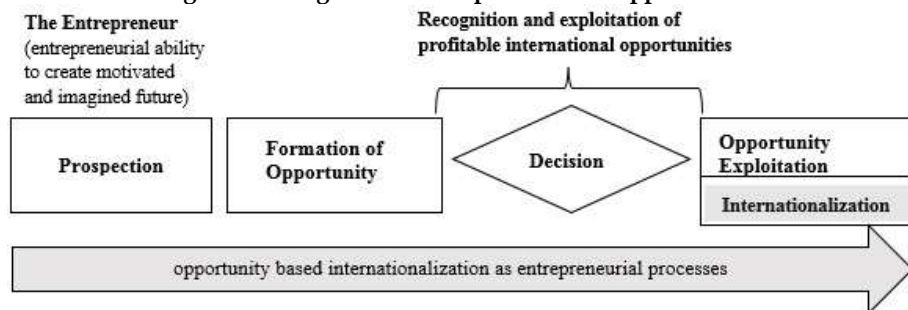 The Entrepreneur
(entrepreneurial ability
to create motivated
and imagined future)
Recognition and exploitation of
profitable international opportunities
Prospection
Formation of
Opportunity
Decision
Opportunity
Exploitation
Internationalization
opportunity based internationalization as entrepreneurial processes